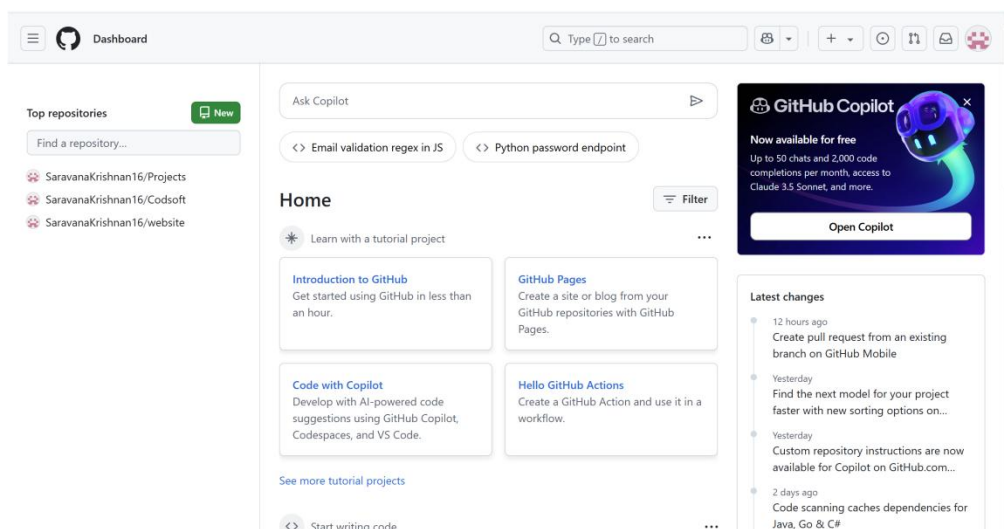 Dashboard
Type / to search
Top repositories
New
Find a repository...
SaravanaKrishnan16/Projects
SaravanaKrishnan16/Codsoft
SaravanaKrishnan16/website
Ask Copilot
Email validation regex in JS
Python password endpoint
Home
Filter
Learn with a tutorial project
Introduction to GitHub
Get started using GitHub in less than
an hour.
GitHub Pages
Create a site or blog from your
GitHub repositories with GitHub
Pages.
Code with Copilot
Develop with AI-powered code
suggestions using GitHub Copilot,
Codespaces, and VS Code.
Hello GitHub Actions
Create a GitHub Action and use it in a
workflow.
See more tutorial projects
Start writing code
GitHub Copilot
Now available for free
Up to 50 chats and 2,000 code
completions per month, access to
Claude 3.5 Sonnet, and more.
Open Copilot
Latest changes
12 hours ago
Create pull request from an existing
branch on GitHub Mobile
Yesterday
Find the next model for your project
faster with new sorting options on...
Yesterday
Custom repository instructions are now
available for Copilot on GitHub.com...
2 days ago
Code scanning caches dependencies for
Java, Go & C#